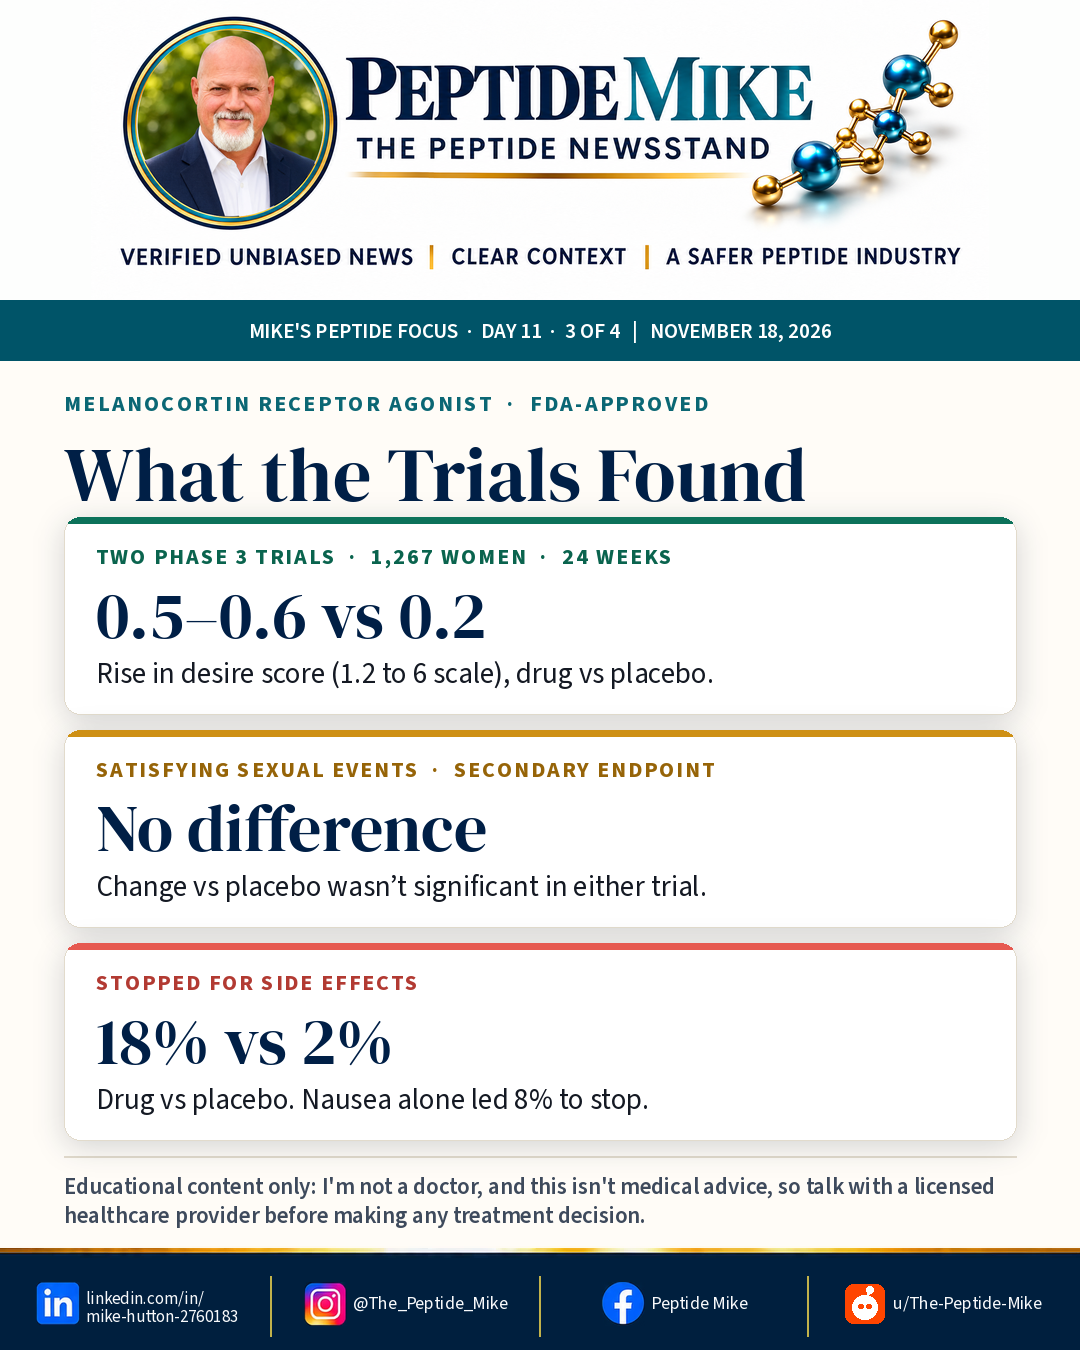 PEPTIDEMIKE
THE PEPTIDE NEWSSTAND
VERIFIED UNBIASED NEWS | CLEAR CONTEXT | A SAFER PEPTIDE INDUSTRY
MIKE'S PEPTIDE FOCUS · DAY 11 · 3 OF 4 | NOVEMBER 18, 2026
MELANOCORTIN RECEPTOR AGONIST · FDA-APPROVED
What the Trials Found
TWO PHASE 3 TRIALS · 1,267 WOMEN · 24 WEEKS
0.5–0.6 vs 0.2
Rise in desire score (1.2 to 6 scale), drug vs placebo.
SATISFYING SEXUAL EVENTS · SECONDARY ENDPOINT
No difference
Change vs placebo wasn’t significant in either trial.
STOPPED FOR SIDE EFFECTS
18% vs 2%
Drug vs placebo. Nausea alone led 8% to stop.
Educational content only: I'm not a doctor, and this isn't medical advice, so talk with a licensed
healthcare provider before making any treatment decision.
linkedin.com/in/
mike-hutton-2760183
@The_Peptide_Mike
Peptide Mike
u/The-Peptide-Mike